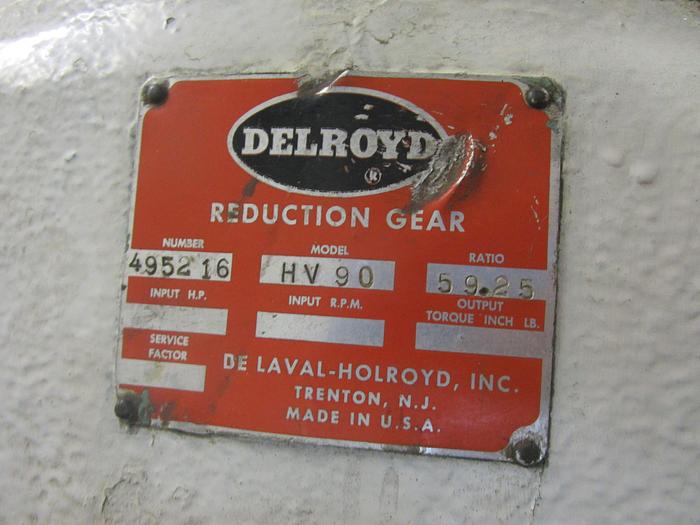 DELROYD
®
REDUCTION GEAR
NUMBER MODEL RATIO
495216 HV 90 59.25
INPUT H.P. INPUT R.P.M. OUTPUT
TORQUE INCH LB.
SERVICE
FACTOR
DE LAVAL-HOLROYD, INC.
TRENTON, N.J.
MADE IN U.S.A.